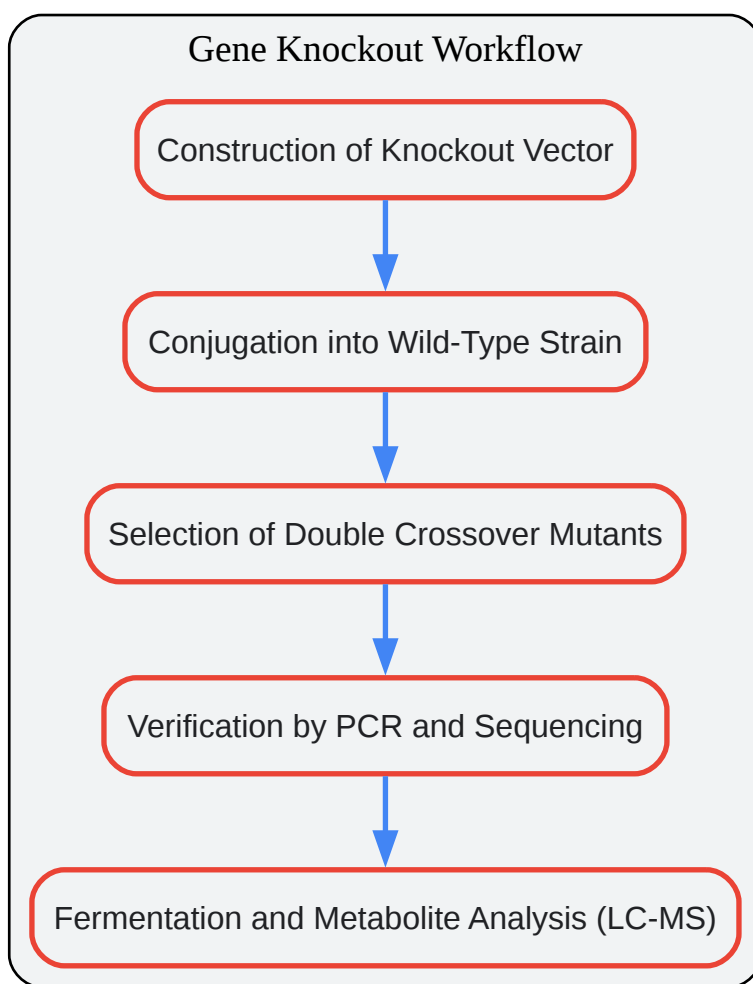 Gene Knockout Workflow
Construction of Knockout Vector
Conjugation into Wild-Type Strain
Selection of Double Crossover Mutants
Verification by PCR and Sequencing
Fermentation and Metabolite Analysis (LC-MS)